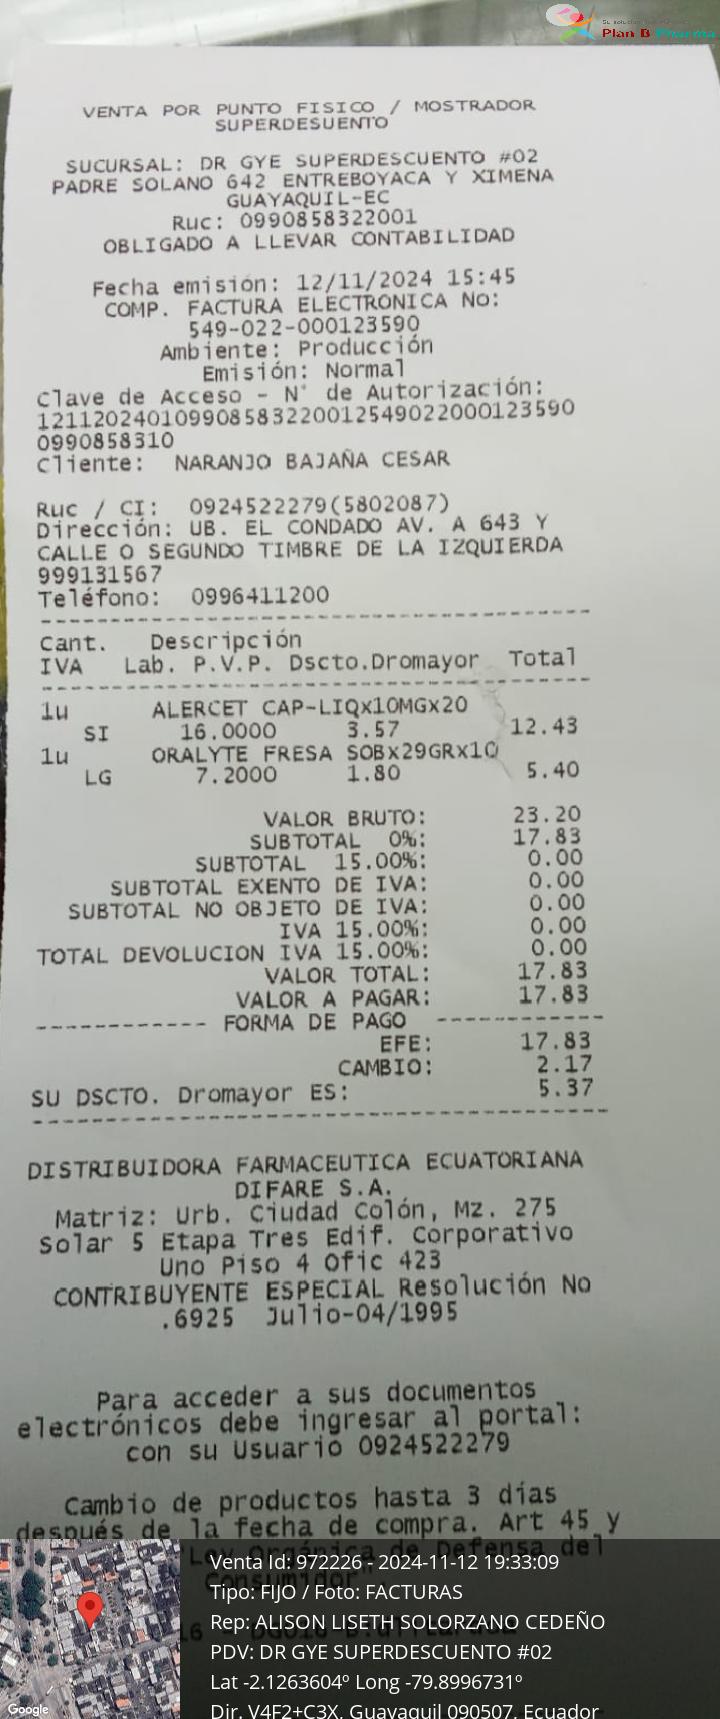 Plan B Pharma
VENTA POR PUNTO FISICO / MOSTRADOR
SUPERDESUENTO
SUCURSAL: DR GYE SUPERDESCUENTO #02
PADRE SOLANO 642 ENTREBOYACA Y XIMENA
GUAYAQUIL-EC
Ruc: 0990858322001
OBLIGADO A LLEVAR CONTABILIDAD
Fecha emisión: 12/11/2024 15:45
COMP. FACTURA ELECTRONICA No:
549-022-000123590
Ambiente: Producción
Emisión: Normal
Clave de Acceso - N° de Autorización:
121120240109908583220012549022000123590
0990858310
Cliente: NARANJO BAJAÑA CESAR
Ruc / CI: 0924522279(5802087)
Dirección: UB. EL CONDADO AV. A 643 Y
CALLE O SEGUNDO TIMBRE DE LA IZQUIERDA
999131567
Teléfono: 0996411200
Cant. Descripción
IVA Lab. P.V.P. Dscto.Dromayor Total
1u ALERCET CAP-LIQx10MGx20
SI 16.0000 3.57 12.43
1u ORALYTE FRESA SOBx29GRx10
LG 7.2000 1.80 5.40
VALOR BRUTO: 23.20
SUBTOTAL 0%: 17.83
SUBTOTAL 15.00%: 0.00
SUBTOTAL EXENTO DE IVA: 0.00
SUBTOTAL NO OBJETO DE IVA: 0.00
IVA 15.00%: 0.00
TOTAL DEVOLUCION IVA 15.00%: 0.00
VALOR TOTAL: 17.83
VALOR A PAGAR: 17.83
------------ FORMA DE PAGO ------------
EFE: 17.83
CAMBIO: 2.17
SU DSCTO. Dromayor ES: 5.37
DISTRIBUIDORA FARMACEUTICA ECUATORIANA
DIFARE S.A.
Matriz: Urb. Ciudad Colón, Mz. 275
Solar 5 Etapa Tres Edif. Corporativo
Uno Piso 4 Ofic 423
CONTRIBUYENTE ESPECIAL Resolución No
.6925 Julio-04/1995
Para acceder a sus documentos
electrónicos debe ingresar al portal:
con su Usuario 0924522279
Cambio de productos hasta 3 días
después de la fecha de compra. Art 45 y
"Ley Orgánica de Defensa del
Consumidor"
Venta Id: 972226 - 2024-11-12 19:33:09
Tipo: FIJO / Foto: FACTURAS
Rep: ALISON LISETH SOLORZANO CEDEÑO
PDV: DR GYE SUPERDESCUENTO #02
Lat -2.1263604º Long -79.8996731º
Dir. V4F2+C3X, Guayaquil 090507, Ecuador
Google